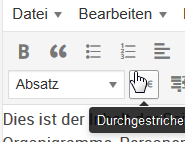 Datei Bearbeiten
B
Absatz
Durchgestriche
Dies ist der